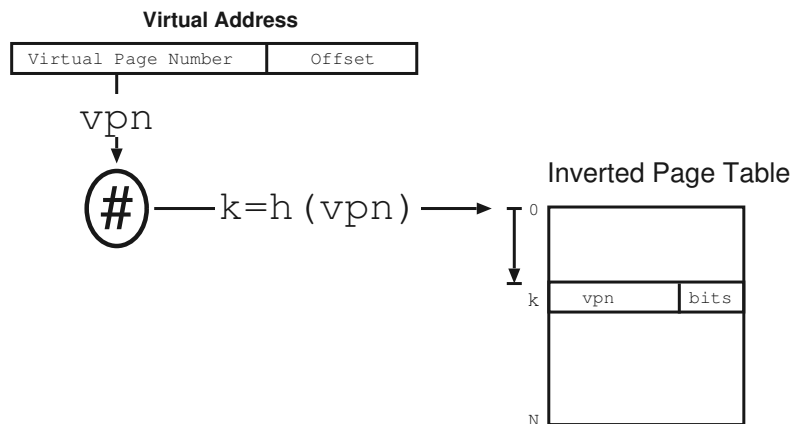 Virtual Address
Virtual Page Number Offset
vpn
#
k=h(vpn)
Inverted Page Table
0
k vpn bits
N